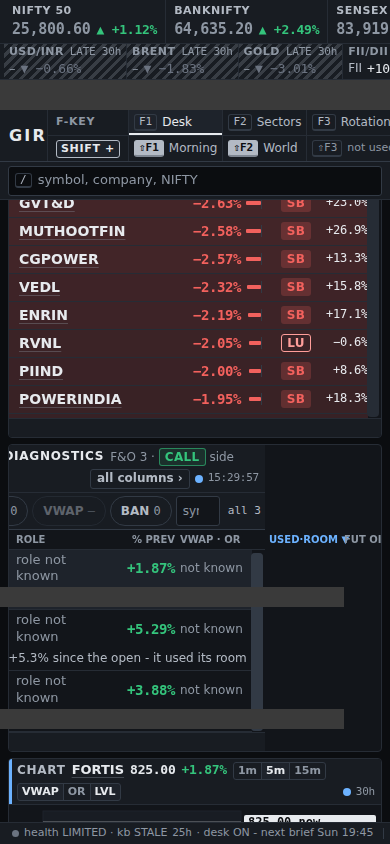 NIFTY 50 BANKNIFTY SENSEX
25,800.60 ▲ +1.12% 64,635.20 ▲ +2.49% 83,919
USD/INR LATE 30h BRENT LATE 30h GOLD LATE 30h FII/DII
– ▼ −0.66% – ▼ −1.83% – ▼ −3.01% FII +10
GIR F-KEY F1 Desk F2 Sectors F3 Rotation
SHIFT + ⇧F1 Morning ⇧F2 World ⇧F3 not used
/ symbol, company, NIFTY
GVT&D −2.63% SB +23.0%
MUTHOOTFIN −2.58% SB +26.9%
CGPOWER −2.57% SB +13.3%
VEDL −2.32% SB +15.8%
ENRIN −2.19% SB +17.1%
RVNL −2.05% LU −0.6%
PIIND −2.00% SB +8.6%
POWERINDIA −1.95% SB +18.3%
DIAGNOSTICS F&O 3 · CALL side
all columns › 15:29:57
0 VWAP – BAN 0 all 3
ROLE % PREV VWAP · OR USED·ROOM ▼ FUT OI
role not known +1.87% not known
role not known +5.29% not known
+5.3% since the open - it used its room
role not known +3.88% not known
CHART FORTIS 825.00 +1.87% 1m 5m 15m
VWAP OR LVL 30h
825.00 now
health LIMITED · kb STALE 25h · desk ON - next brief Sun 19:45